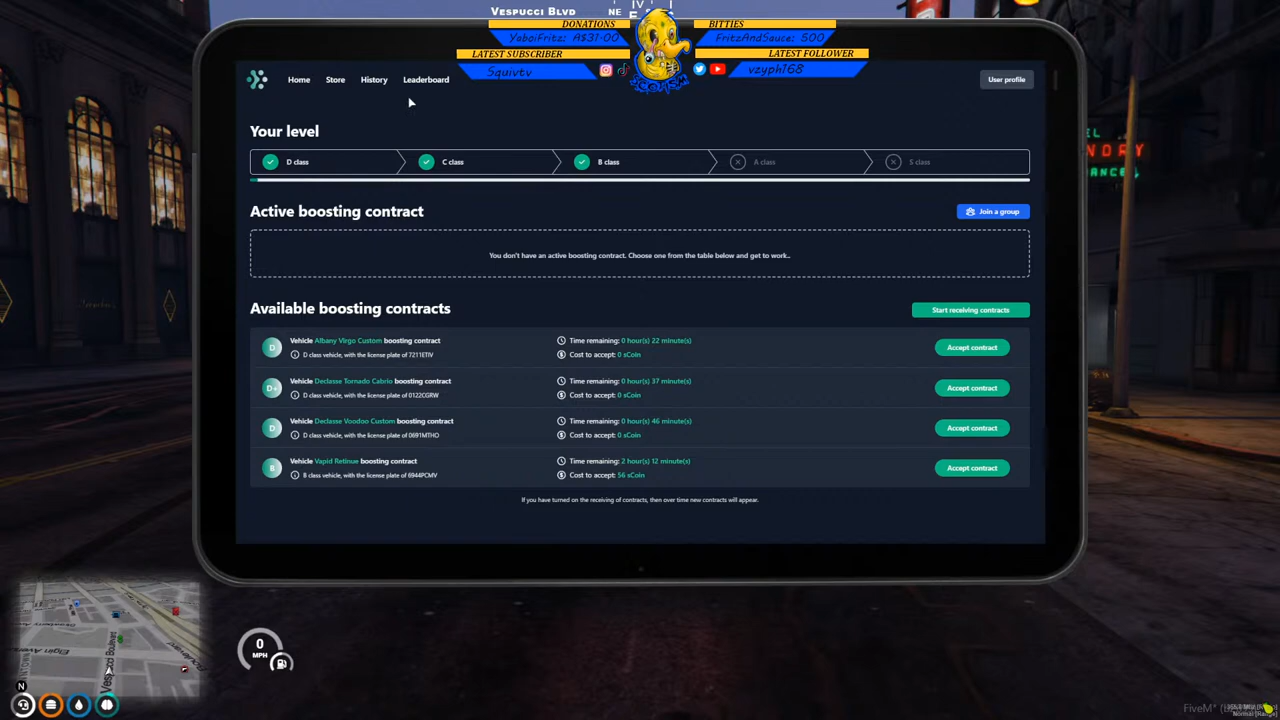 VESPUCCI BLVD NE
DONATIONS
YaboiFritz: A$31.00
BITTIES
FritzAndSauce: 500
LATEST SUBSCRIBER
Squivtv
LATEST FOLLOWER
vzyph168
Home Store History Leaderboard
User profile
Your level
D class C class B class A class S class
Active boosting contract
Join a group
You don't have an active boosting contract. Choose one from the table below and get to work..
Available boosting contracts
Start receiving contracts
D Vehicle Albany Virgo Custom boosting contract
D class vehicle, with the license plate of 7211ETIV
Time remaining: 0 hour(s) 22 minute(s)
Cost to accept: 0 sCoin
Accept contract
D+ Vehicle Declasse Tornado Cabrio boosting contract
D class vehicle, with the license plate of 0122CGRW
Time remaining: 0 hour(s) 37 minute(s)
Cost to accept: 0 sCoin
Accept contract
D Vehicle Declasse Voodoo Custom boosting contract
D class vehicle, with the license plate of 0691MTHO
Time remaining: 0 hour(s) 46 minute(s)
Cost to accept: 0 sCoin
Accept contract
B Vehicle Vapid Retinue boosting contract
B class vehicle, with the license plate of 6944PCMV
Time remaining: 2 hour(s) 12 minute(s)
Cost to accept: 56 sCoin
Accept contract
If you have turned on the receiving of contracts, then over time new contracts will appear.
0
MPH
Elgin Avenue
Vespucci Boulevard
N
FiveM*
Normal [Range]